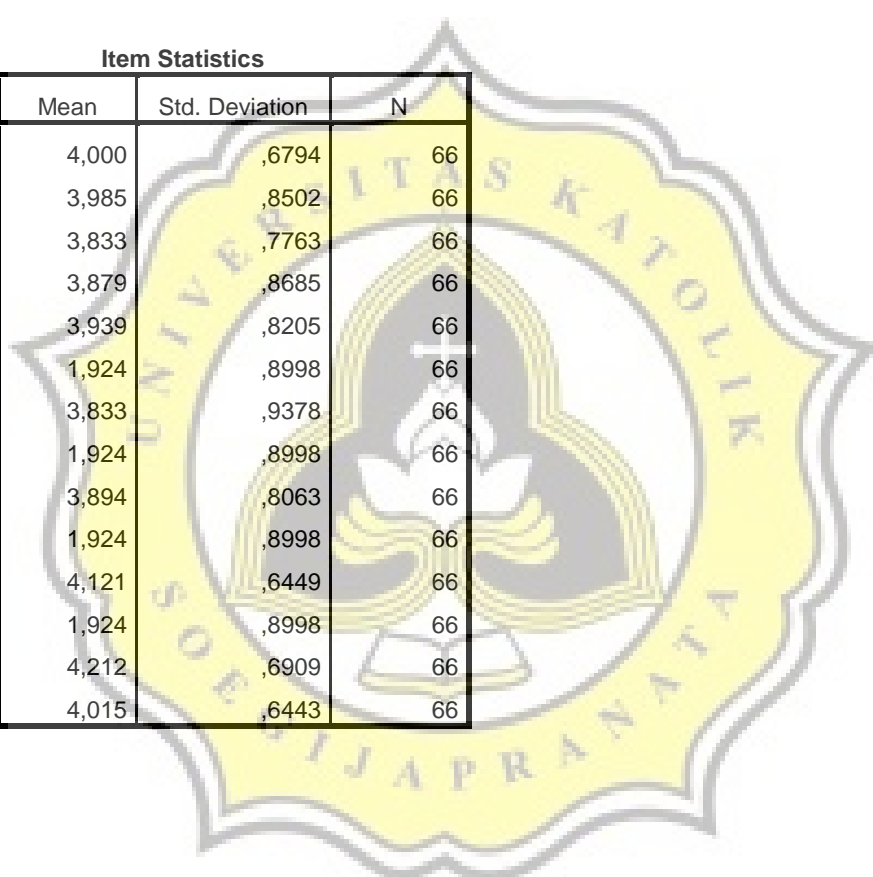 Item Statistics
Mean Std. Deviation N
4,000 ,6794 66
3,985 ,8502 66
3,833 ,7763 66
3,879 ,8685 66
3,939 ,8205 66
1,924 ,8998 66
3,833 ,9378 66
1,924 ,8998 66
3,894 ,8063 66
1,924 ,8998 66
4,121 ,6449 66
1,924 ,8998 66
4,212 ,6909 66
4,015 ,6443 66
UNIVERSITAS KATOLIK
SOEGIJAPRANATA